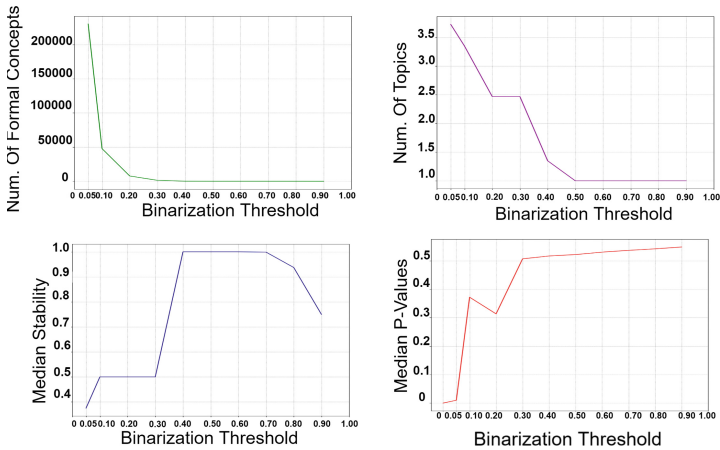 Num. Of Formal Concepts
200000
150000
100000
50000
0
0 0.05 0.10 0.20 0.30 0.40 0.50 0.60 0.70 0.80 0.90 1.00
Binarization Threshold
Num. Of Topics
3.5
3.0
2.5
2.0
1.5
1.0
0 0.05 0.10 0.20 0.30 0.40 0.50 0.60 0.70 0.80 0.90 1.00
Binarization Threshold
Median Stability
1.0
0.9
0.8
0.7
0.6
0.5
0.4
0 0.05 0.10 0.20 0.30 0.40 0.50 0.60 0.70 0.80 0.90 1.00
Binarization Threshold
Median P-Values
0.5
0.4
0.3
0.2
0.1
0
0 0.05 0.10 0.20 0.30 0.40 0.50 0.60 0.70 0.80 0.90 1.00
Binarization Threshold